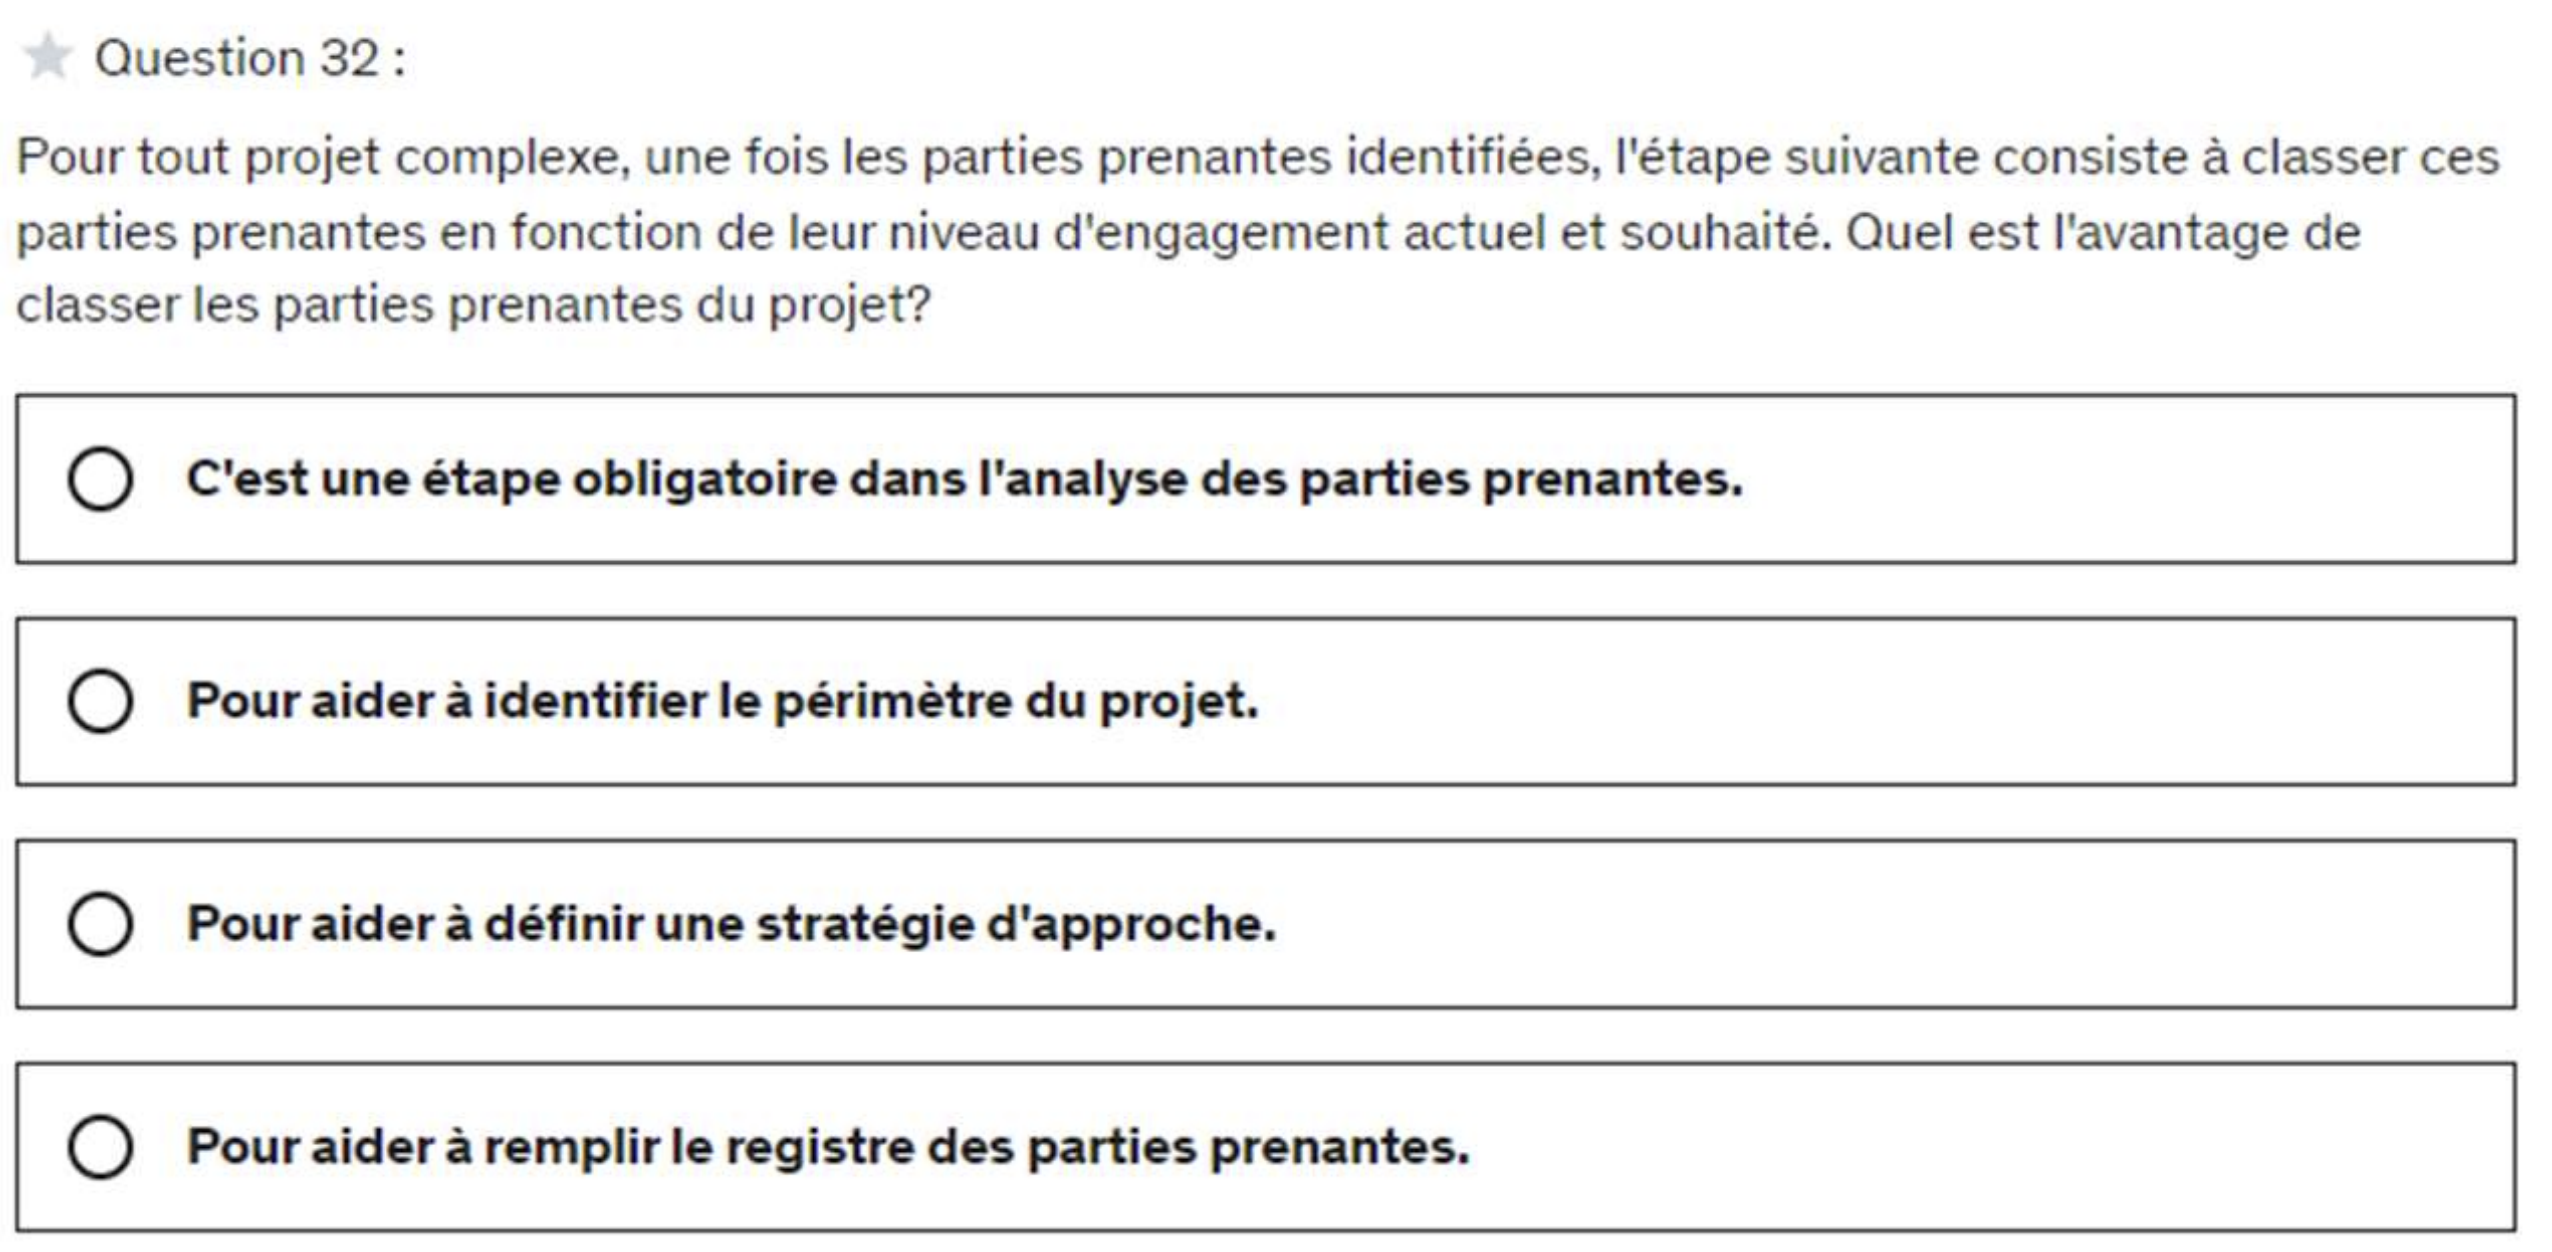 Question 32 :
Pour tout projet complexe, une fois les parties prenantes identifiées, l'étape suivante consiste à classer ces
parties prenantes en fonction de leur niveau d'engagement actuel et souhaité. Quel est l'avantage de
classer les parties prenantes du projet?
C'est une étape obligatoire dans l'analyse des parties prenantes.
Pour aider à identifier le périmètre du projet.
Pour aider à définir une stratégie d'approche.
Pour aider à remplir le registre des parties prenantes.